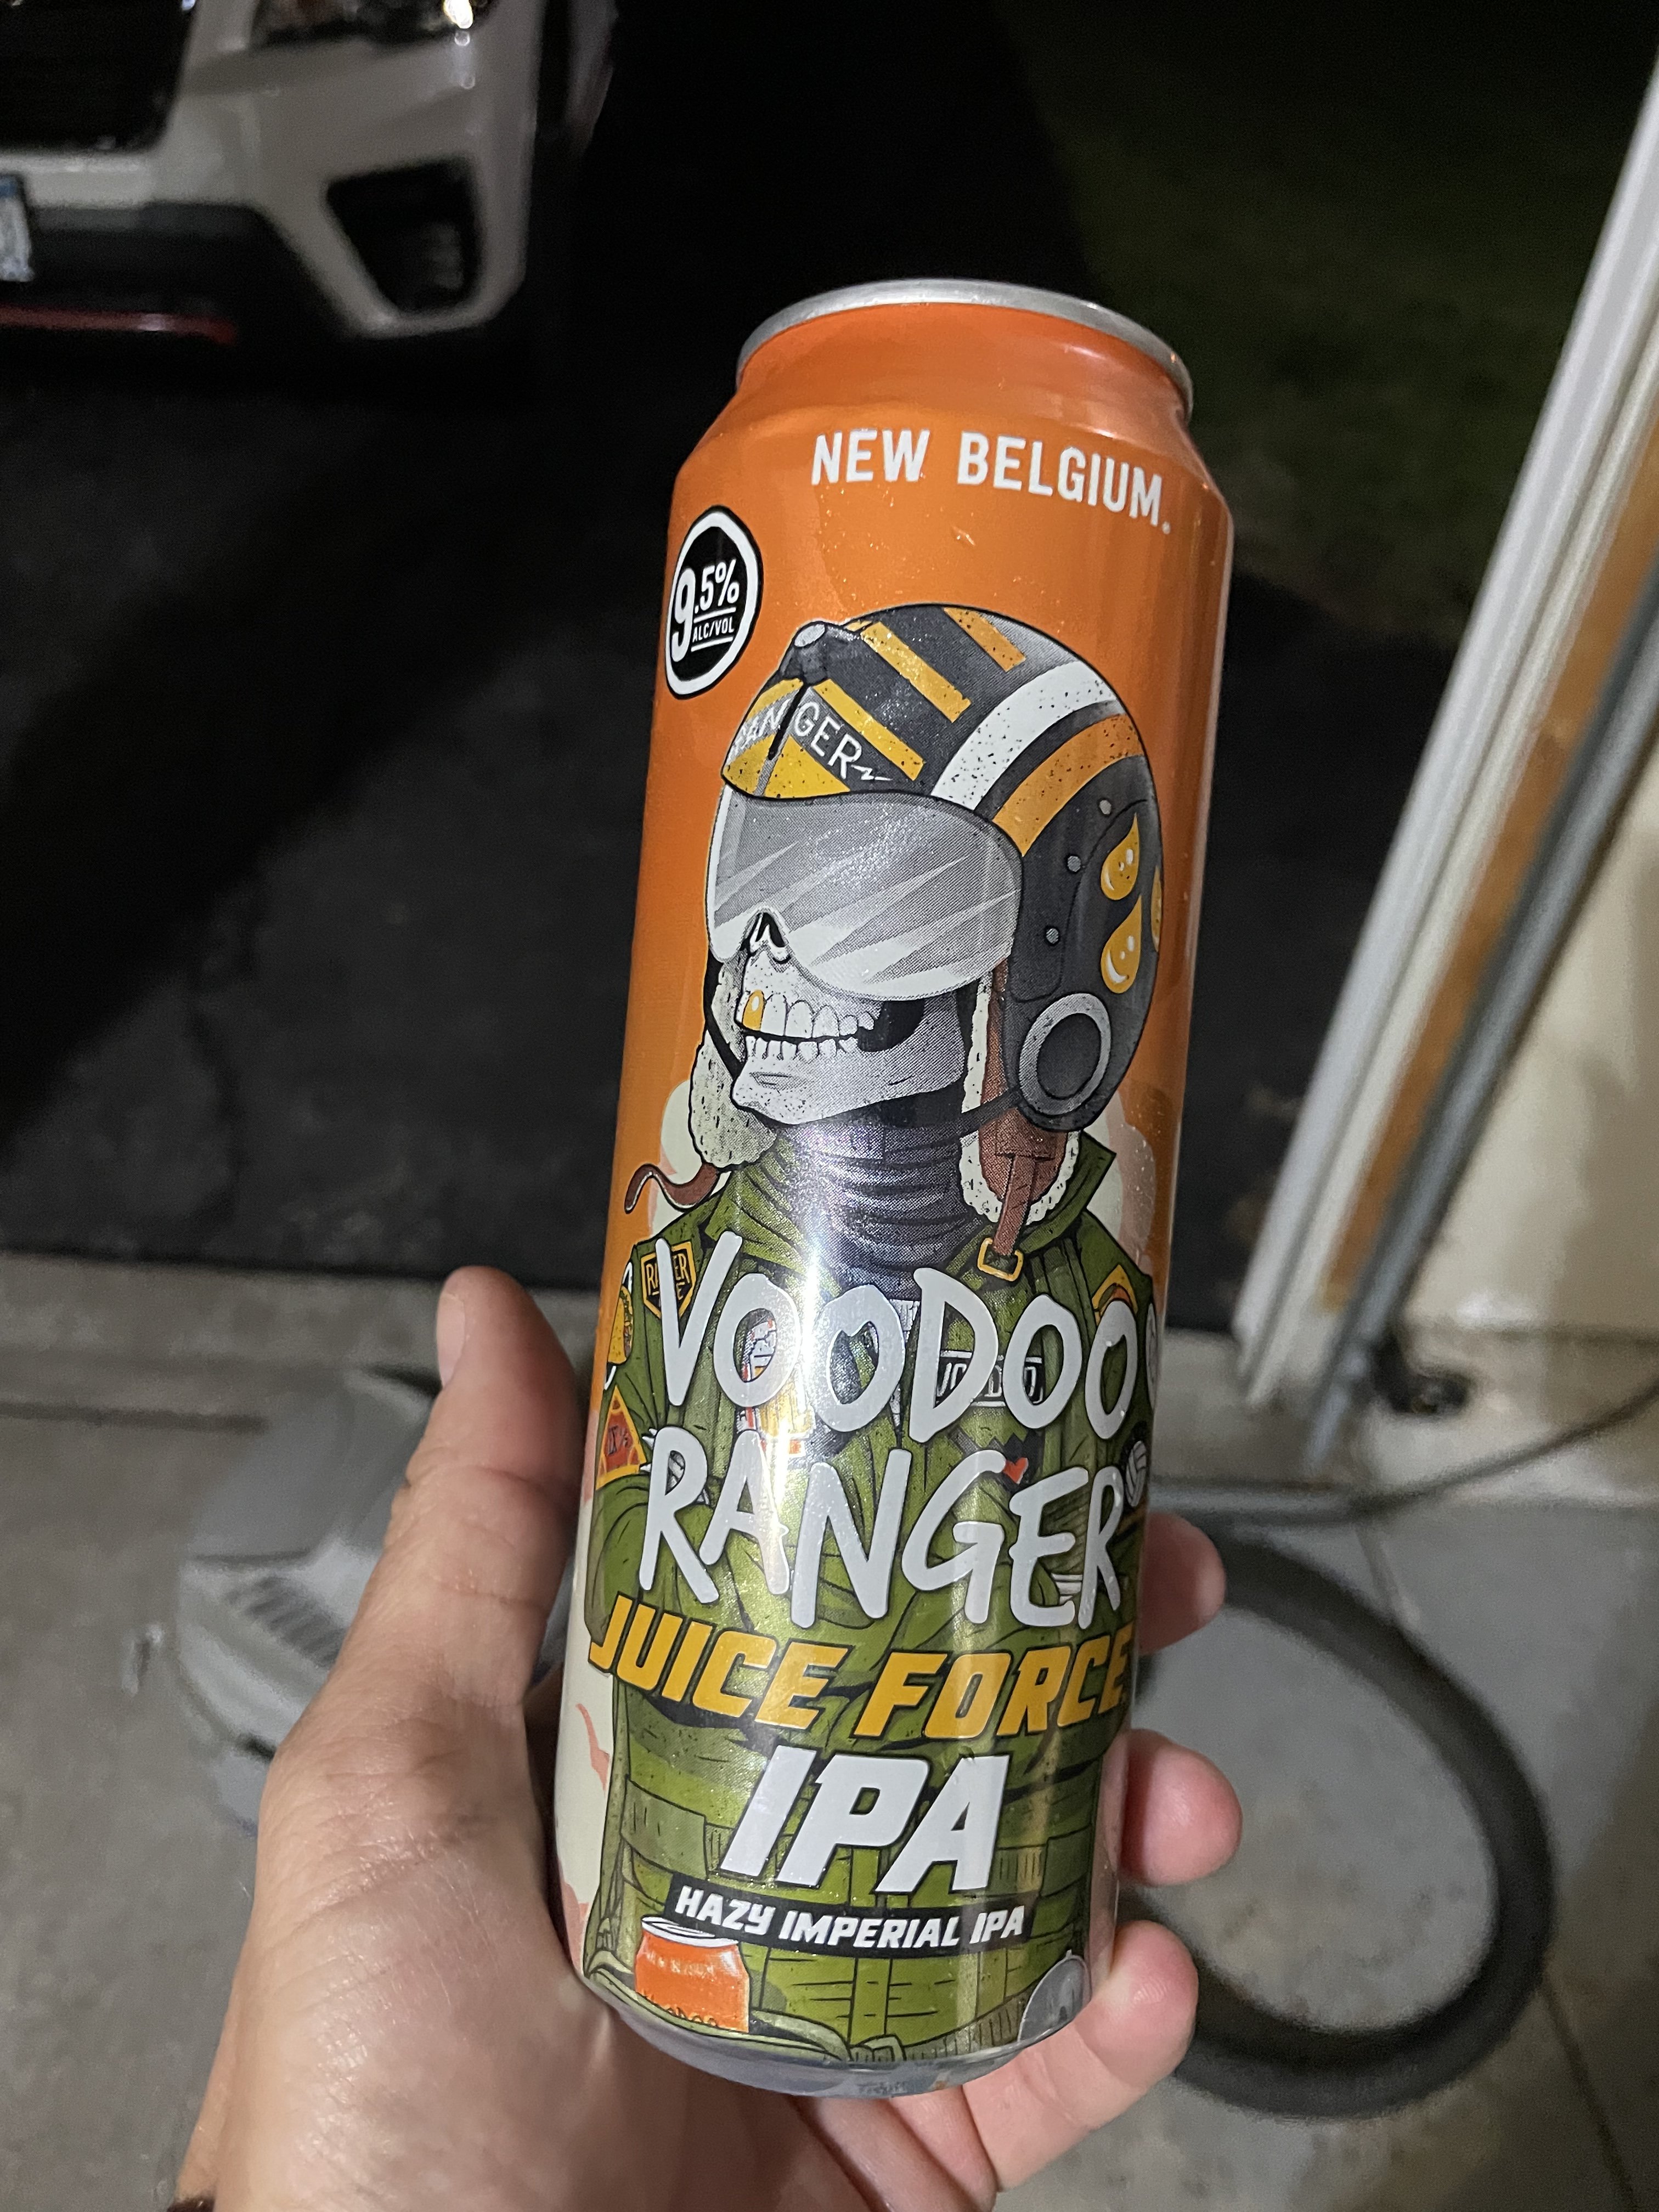 NEW BELGIUM®
9.5%
ALC/VOL
RANGER
VOODOO
RANGER
JUICE FORCE
IPA
HAZY IMPERIAL IPA